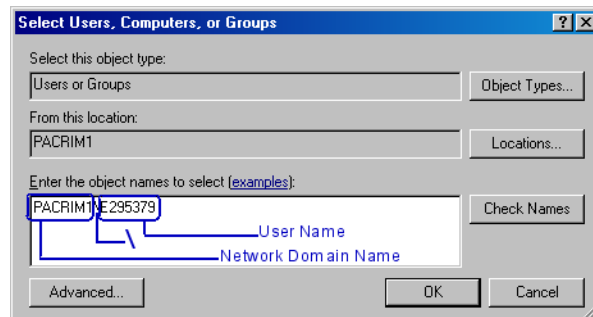 Select Users, Computers, or Groups
Select this object type:
Users or Groups
Object Types...
From this location:
PACRIM1
Locations...
Enter the object names to select (examples):
PACRIM1\E295379
Check Names
\
User Name
Network Domain Name
Advanced...
OK
Cancel